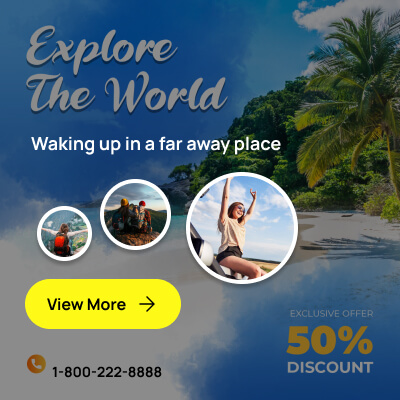 Explore
The World
Waking up in a far away place
View More
EXCLUSIVE OFFER
50%
DISCOUNT
1-800-222-8888